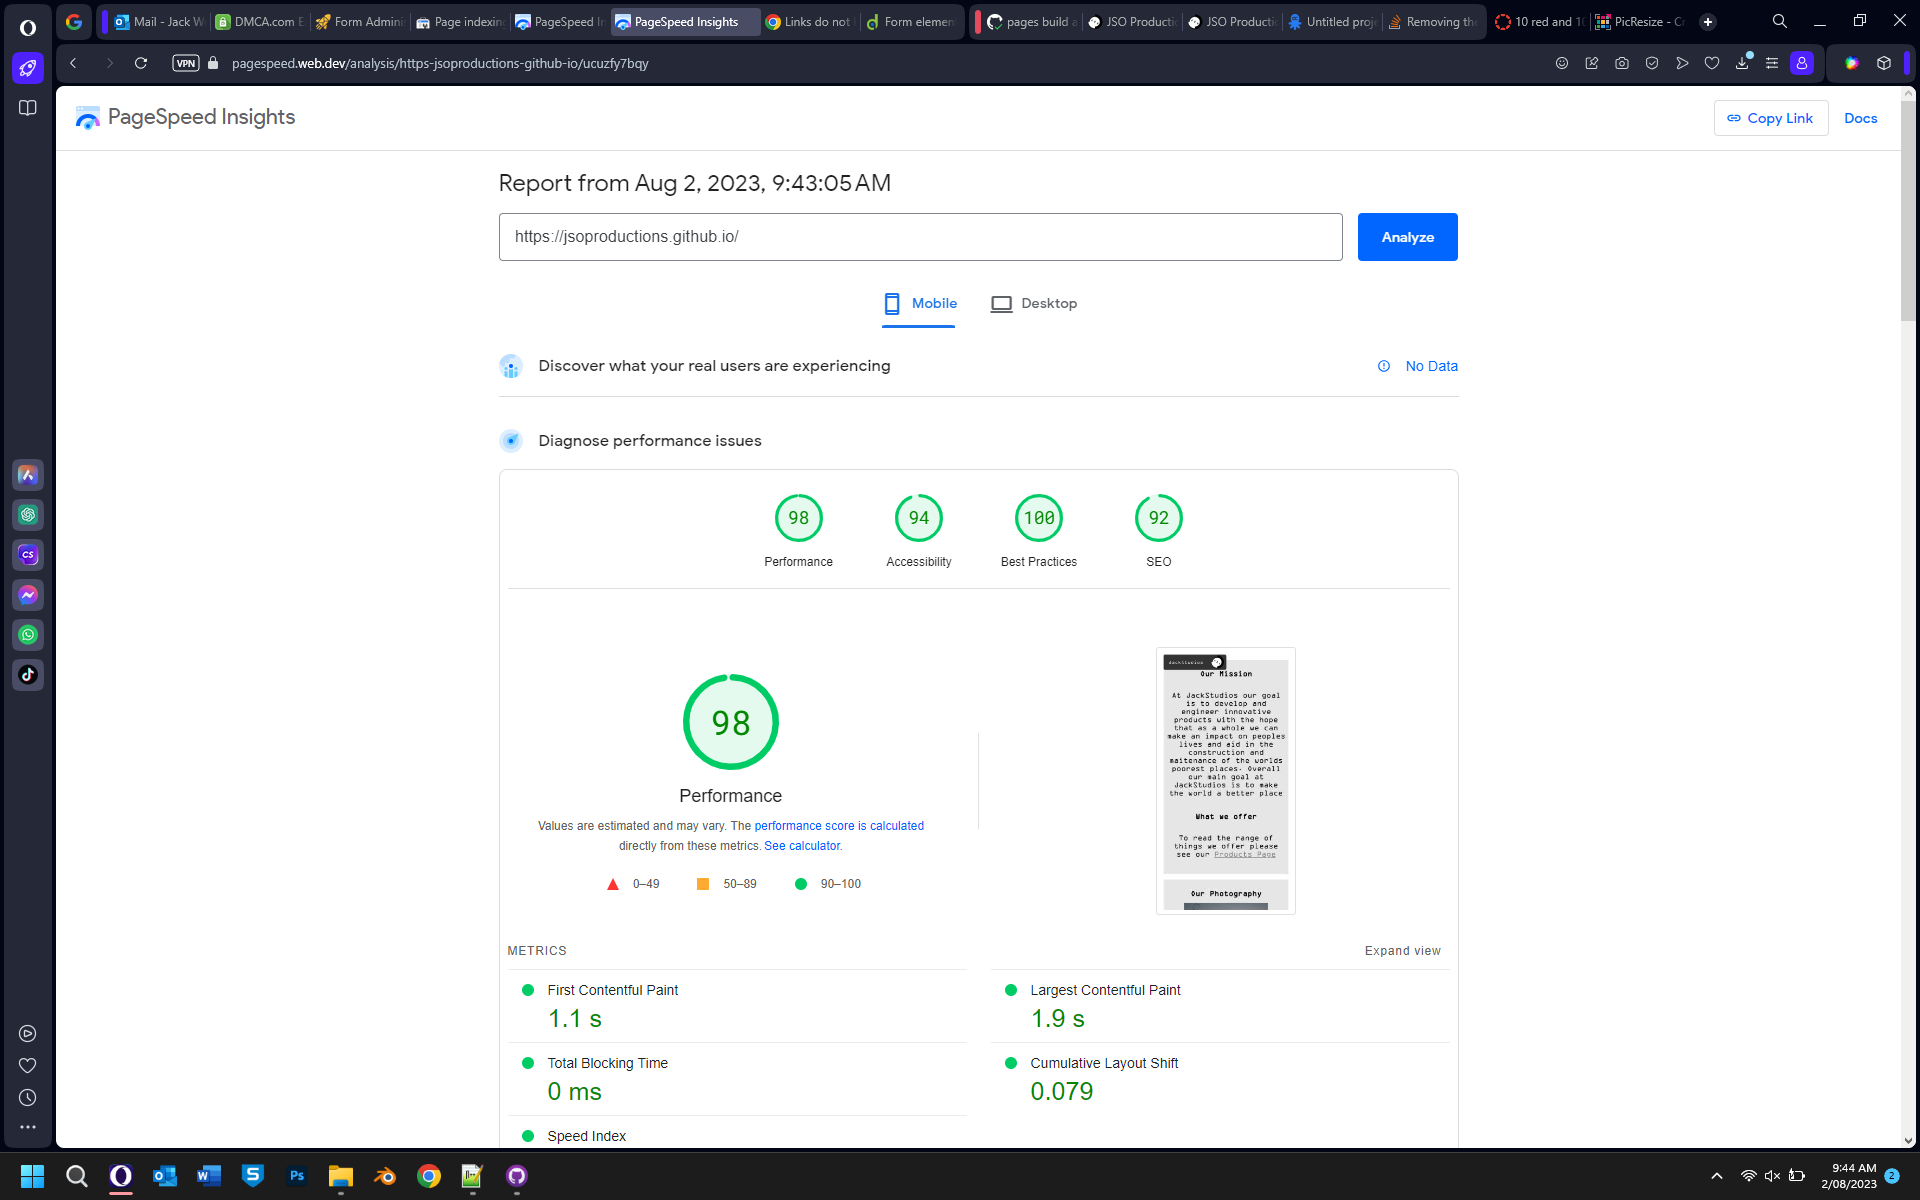 Mail - Jack W
DMCA.com
Form Admini
Page indexin
PageSpeed In
PageSpeed Insights
Links do not
Form elemen
pages build a
JSO Producti
JSO Producti
Untitled proj
Removing the
10 red and 1
PicResize - C
VPN
pagespeed.web.dev/analysis/https-jsoproductions-github-io/ucuzfy7bqy
PageSpeed Insights
Copy Link
Docs
Report from Aug 2, 2023, 9:43:05 AM
https://jsoproductions.github.io/
Analyze
Mobile
Desktop
Discover what your real users are experiencing
No Data
Diagnose performance issues
98
94
100
92
Performance
Accessibility
Best Practices
SEO
98
Performance
Values are estimated and may vary. The performance score is calculated
directly from these metrics. See calculator.
0–49
50–89
90–100
JackStudios
Our Mission
At JackStudios our goal
is to develop and
engineer innovative
products with the hope
that as a whole we can
make an impact on peoples
lives and aid in the
construction and
maitenance of the worlds
poorest places. Overall
our main goal at
JackStudios is to make
the world a better place
What we offer
To read the range of
things we offer please
see our Products Page
Our Photography
METRICS
Expand view
First Contentful Paint
1.1 s
Largest Contentful Paint
1.9 s
Total Blocking Time
0 ms
Cumulative Layout Shift
0.079
Speed Index
CS
Ps
9:44 AM
2/08/2023
2